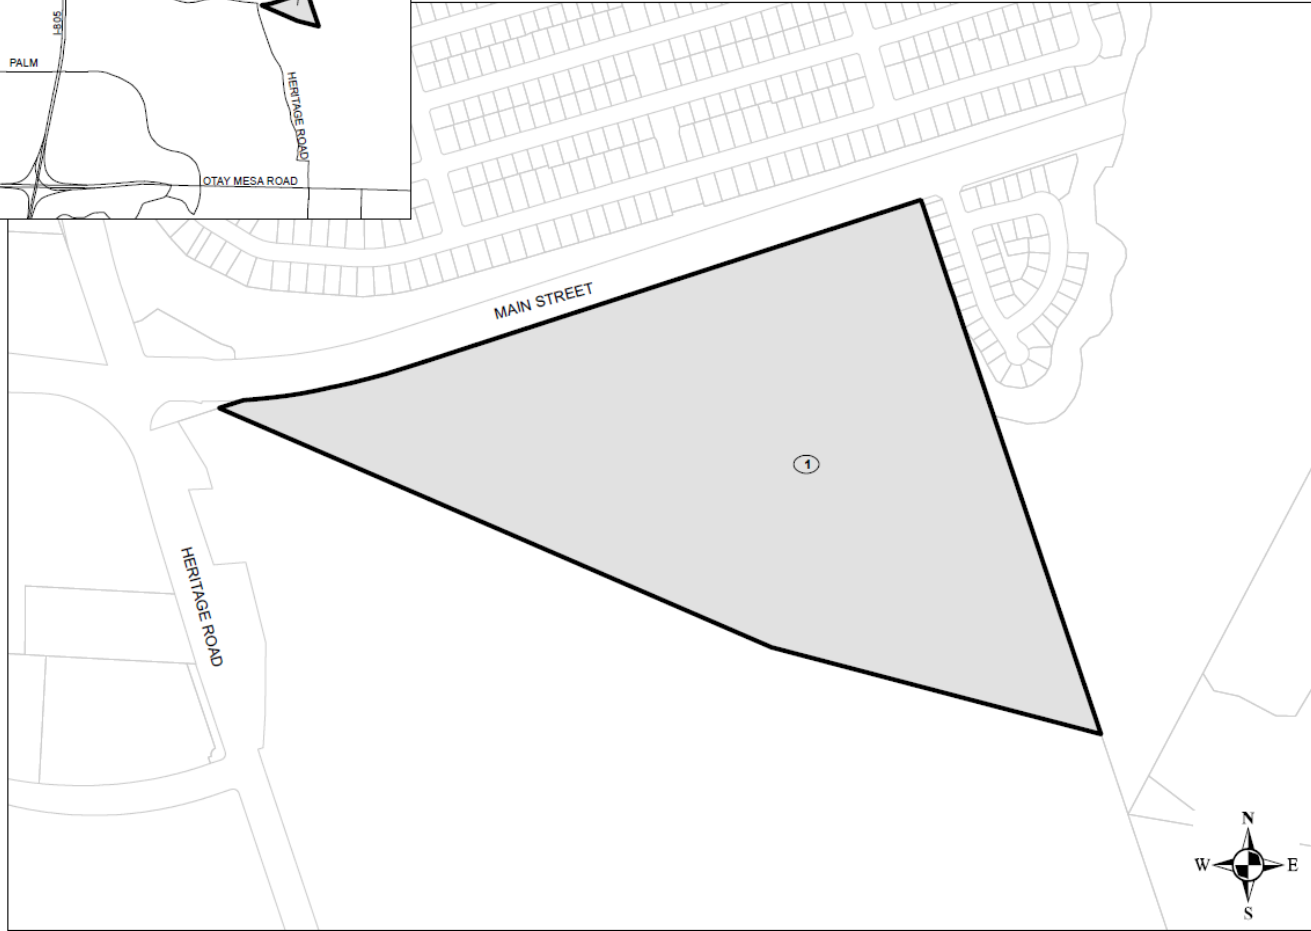 I-805
PALM
HERITAGE ROAD
OTAY MESA ROAD
MAIN STREET
1
HERITAGE ROAD
N
W E
S